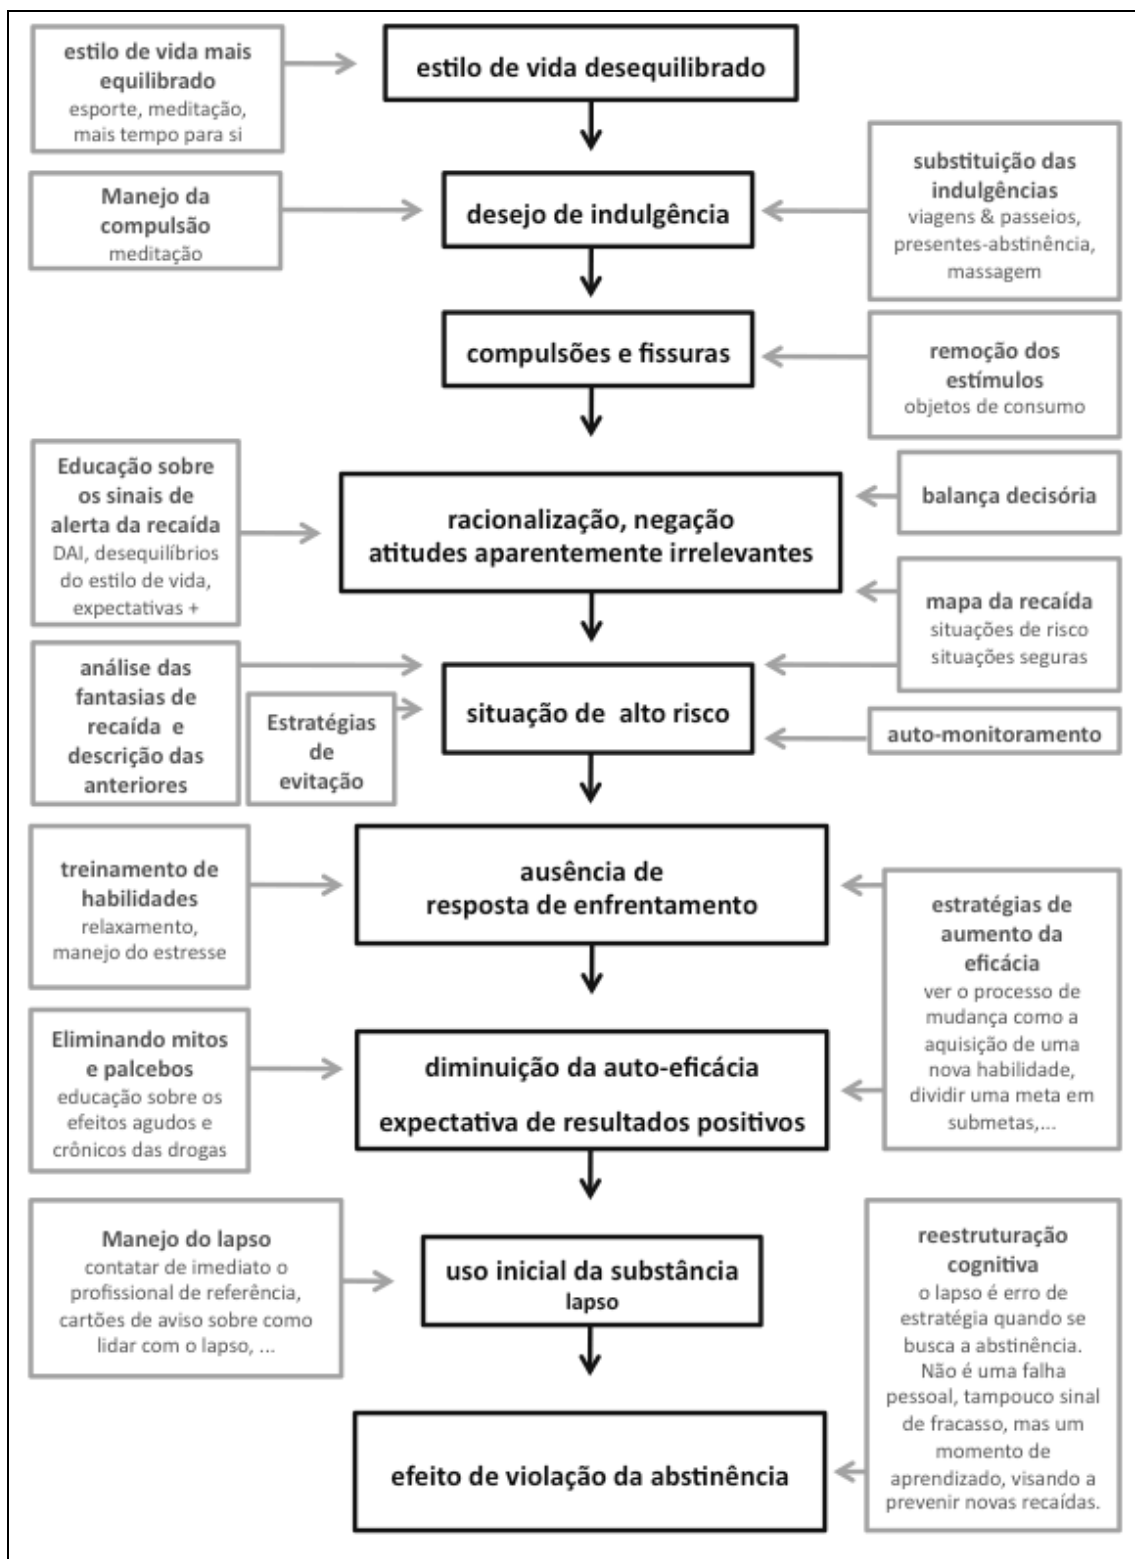 estilo de vida mais
equilibrado
esporte, meditação,
mais tempo para si
estilo de vida desequilibrado
Manejo da
compulsão
meditação
desejo de indulgência
substituição das
indulgências
viagens & passeios,
presentes-abstinência,
massagem
compulsões e fissuras
remoção dos
estímulos
objetos de consumo
Educação sobre
os sinais de
alerta da recaída
DAI, desequilíbrios
do estilo de vida,
expectativas +
racionalização, negação
atitudes aparentemente irrelevantes
balança decisória
mapa da recaída
situações de risco
situações seguras
análise das
fantasias de
recaída e
descrição das
anteriores
Estratégias
de
evitação
situação de alto risco
auto-monitoramento
treinamento de
habilidades
relaxamento,
manejo do estresse
ausência de
resposta de enfrentamento
estratégias de
aumento da
eficácia
ver o processo de
mudança como a
aquisição de uma
nova habilidade,
dividir uma meta em
submetas,...
Eliminando mitos
e palcebos
educação sobre os
efeitos agudos e
crônicos das drogas
diminuição da auto-eficácia
expectativa de resultados positivos
Manejo do lapso
contatar de imediato o
profissional de referência,
cartões de aviso sobre como
lidar com o lapso, ...
uso inicial da substância
lapso
reestruturação
cognitiva
o lapso é erro de
estratégia quando se
busca a abstinência.
Não é uma falha
pessoal, tampouco sinal
de fracasso, mas um
momento de
aprendizado, visando a
prevenir novas recaídas.
efeito de violação da abstinência